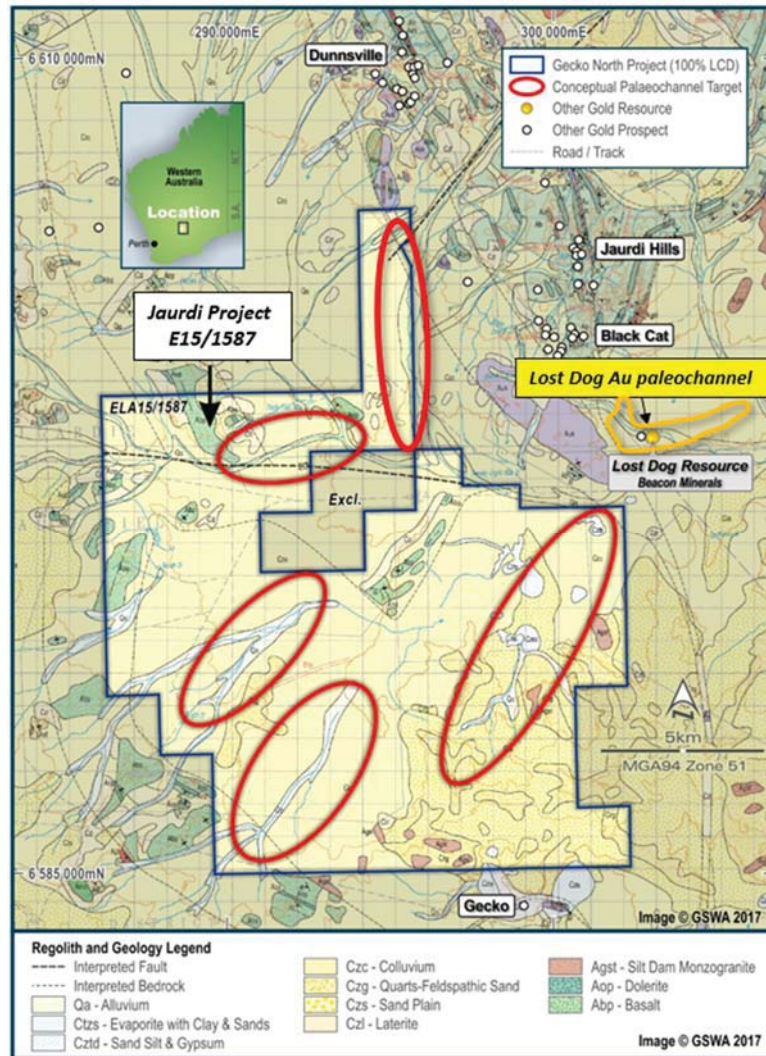 290 000mE
300 000mE
6 610 000mN
Dunnsville
Gecko North Project (100% LCD)
Conceptual Palaeochannel Target
Other Gold Resource
Other Gold Prospect
Road / Track
Western
Australia
N.T.
S.A.
Location
Perth
Jaurdi Hills
Jaurdi Project
E15/1587
Black Cat
Lost Dog Au paleochannel
ELA15/1587
Lost Dog Resource
Beacon Minerals
Excl.
5km
MGA94 Zone 51
6 585 000mN
Gecko
Image © GSWA 2017
Regolith and Geology Legend
Interpreted Fault
Interpreted Bedrock
Qa - Alluvium
Ctzs - Evaporite with Clay & Sands
Cztd - Sand Silt & Gypsum
Czc - Colluvium
Czg - Quarts-Feldspathic Sand
Czs - Sand Plain
Czl - Laterite
Agst - Silt Dam Monzogranite
Aop - Dolerite
Abp - Basalt
Image © GSWA 2017